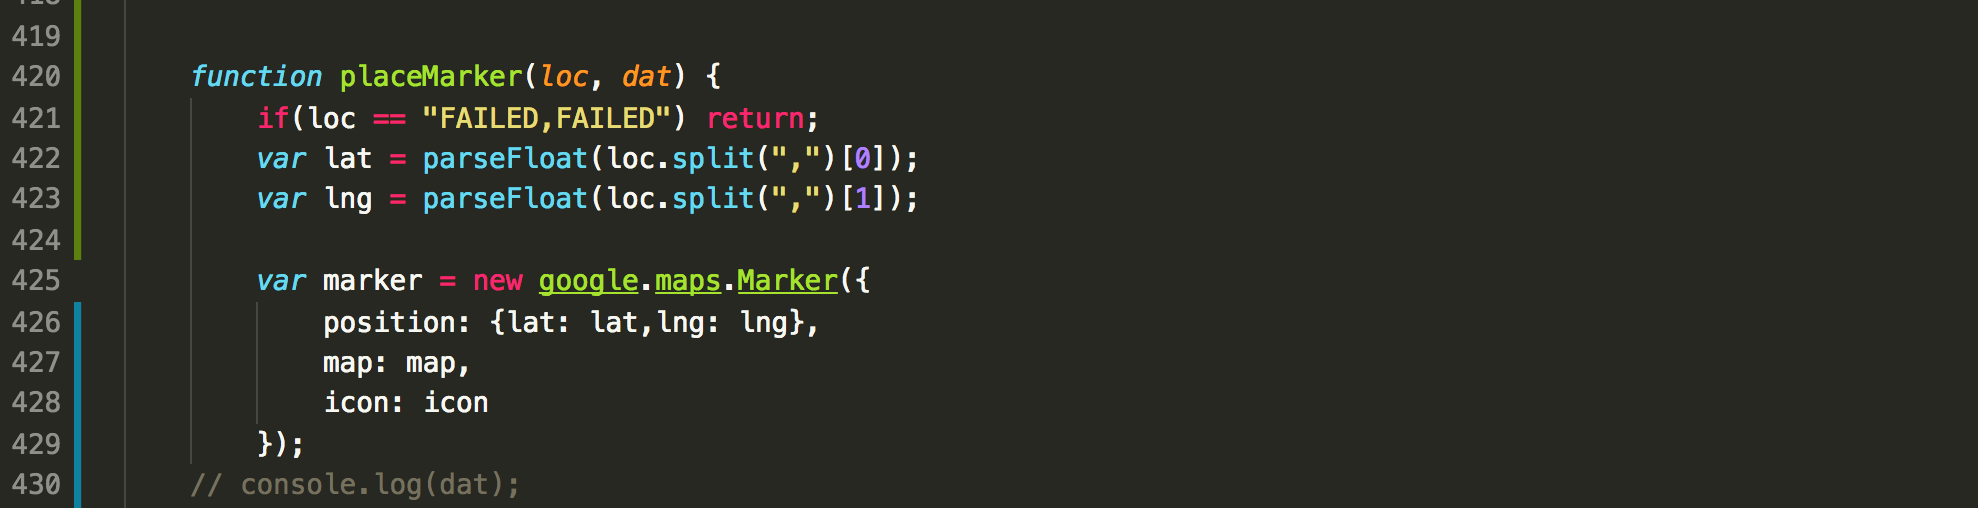 418
419
420 function placeMarker(loc, dat) {
421 if(loc == "FAILED,FAILED") return;
422 var lat = parseFloat(loc.split(",")[0]);
423 var lng = parseFloat(loc.split(",")[1]);
424
425 var marker = new google.maps.Marker({
426 position: {lat: lat,lng: lng},
427 map: map,
428 icon: icon
429 });
430 // console.log(dat);